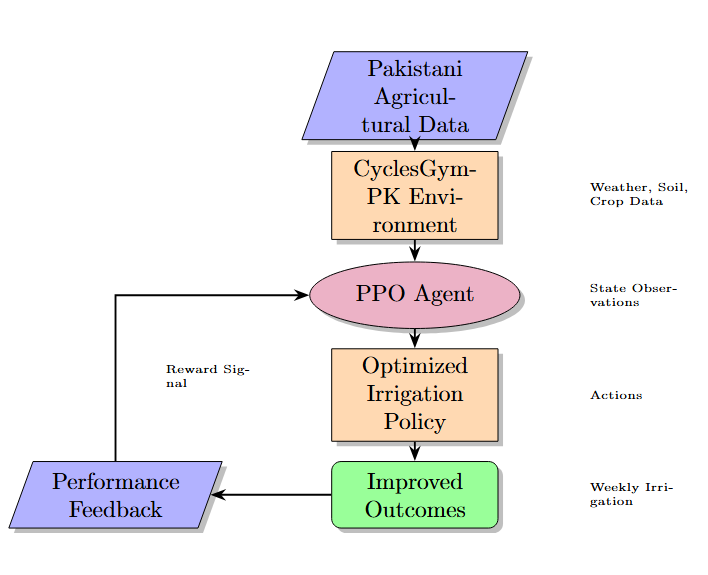 Pakistani
Agricul-
tural Data
CyclesGym-
PK Envi-
ronment
Weather, Soil,
Crop Data
PPO Agent
State Obser-
vations
Reward Sig-
nal
Optimized
Irrigation
Policy
Actions
Performance
Feedback
Improved
Outcomes
Weekly Irri-
gation